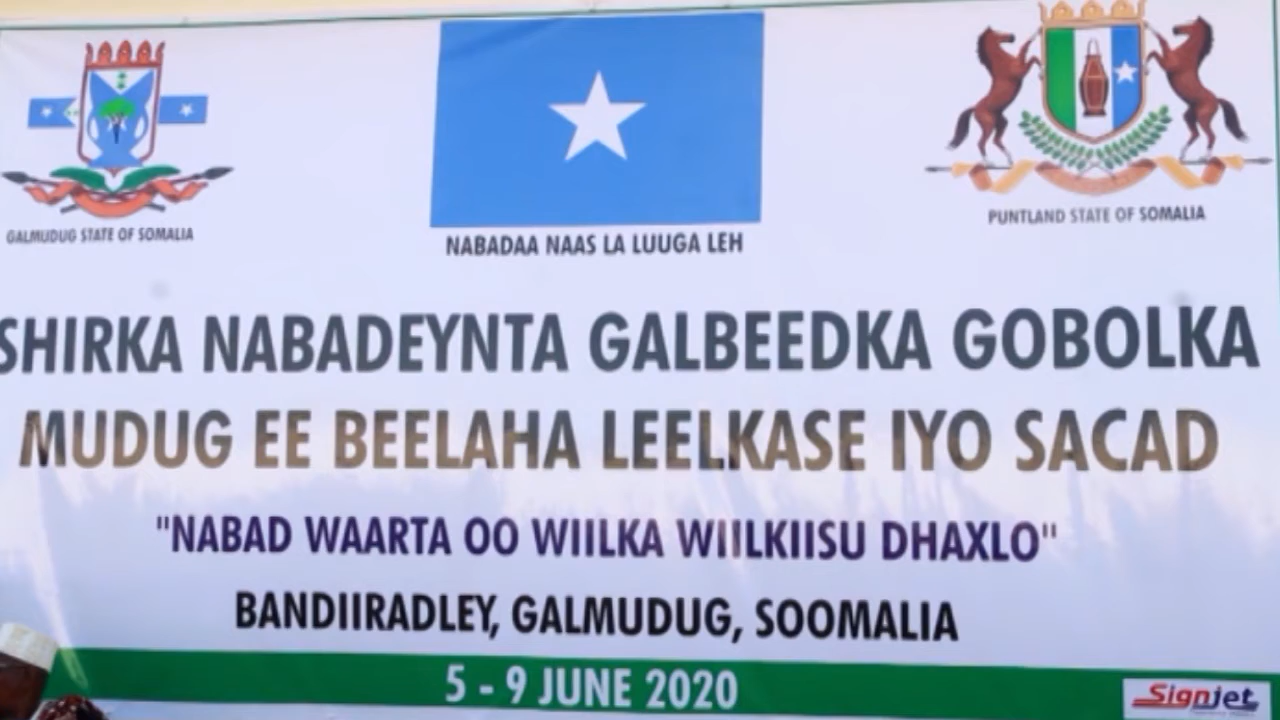 GALMUDUG STATE OF SOMALIA
NABADAA NAAS LA LUUGA LEH
PUNTLAND STATE OF SOMALIA
SHIRKA NABADEYNTA GALBEEDKA GOBOLKA
MUDUG EE BEELAHA LEELKASE IYO SACAD
"NABAD WAARTA OO WIILKA WIILKIISU DHAXLO"
BANDIIRADLEY, GALMUDUG, SOOMALIA
5 - 9 JUNE 2020
Signjet